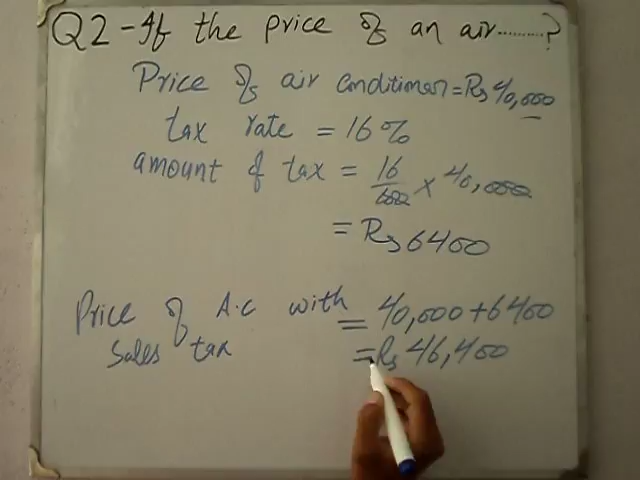 Q2-If the price of an air.........?
Price of air conditioner=Rs 40,000
tax rate = 16%
amount of tax = 16/100 × 40,000
= Rs 6400
Price of A.C with = 40,000+6400
Sales tax = Rs 46,400